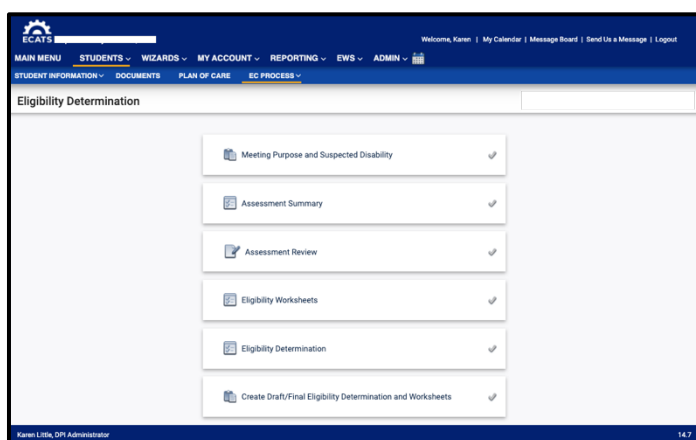 ECATS
Welcome, Karen | My Calendar | Message Board | Send Us a Message | Logout
MAIN MENU STUDENTS WIZARDS MY ACCOUNT REPORTING EWS ADMIN
STUDENT INFORMATION DOCUMENTS PLAN OF CARE EC PROCESS
Eligibility Determination
Meeting Purpose and Suspected Disability
Assessment Summary
Assessment Review
Eligibility Worksheets
Eligibility Determination
Create Draft/Final Eligibility Determination and Worksheets
Karen Little, DPI Administrator 14.7